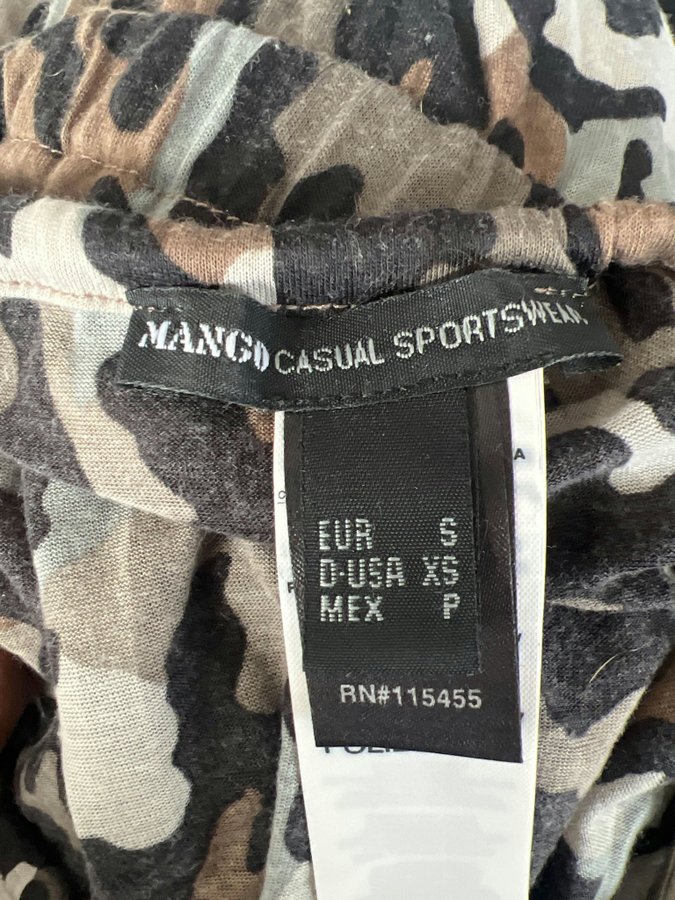 MANGO CASUAL SPORTSWEAR
EUR S
D-USA XS
MEX P
RN#115455